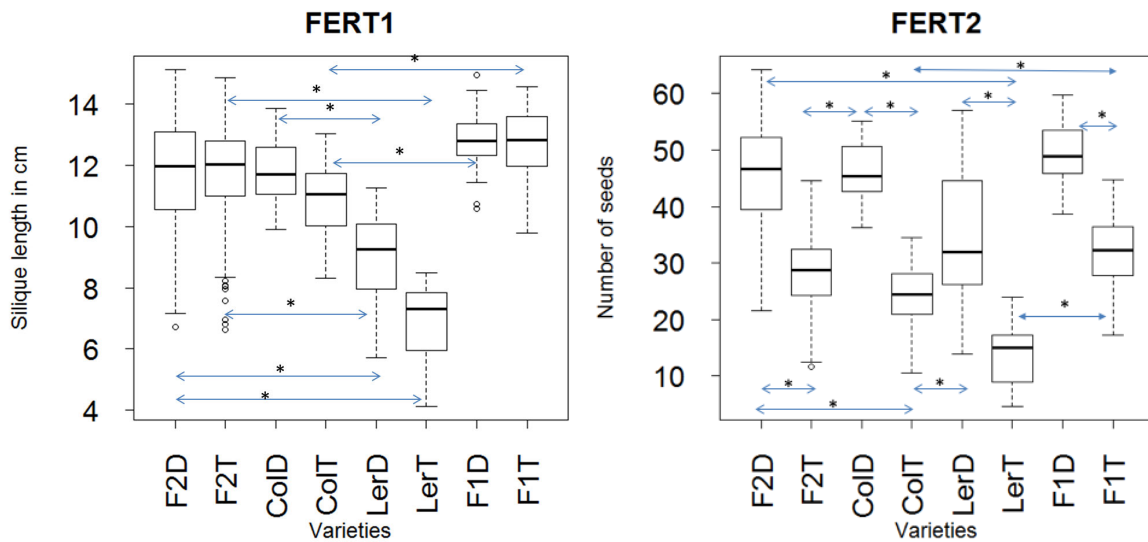 FERT1
Silique length in cm
14
12
10
8
6
4
*
*
*
*
*
*
*
F2D
F2T
ColD
ColT
LerD
LerT
F1D
F1T
Varieties
FERT2
Number of seeds
60
50
40
30
20
10
*
*
*
*
*
*
*
*
*
*
F2D
F2T
ColD
ColT
LerD
LerT
F1D
F1T
Varieties